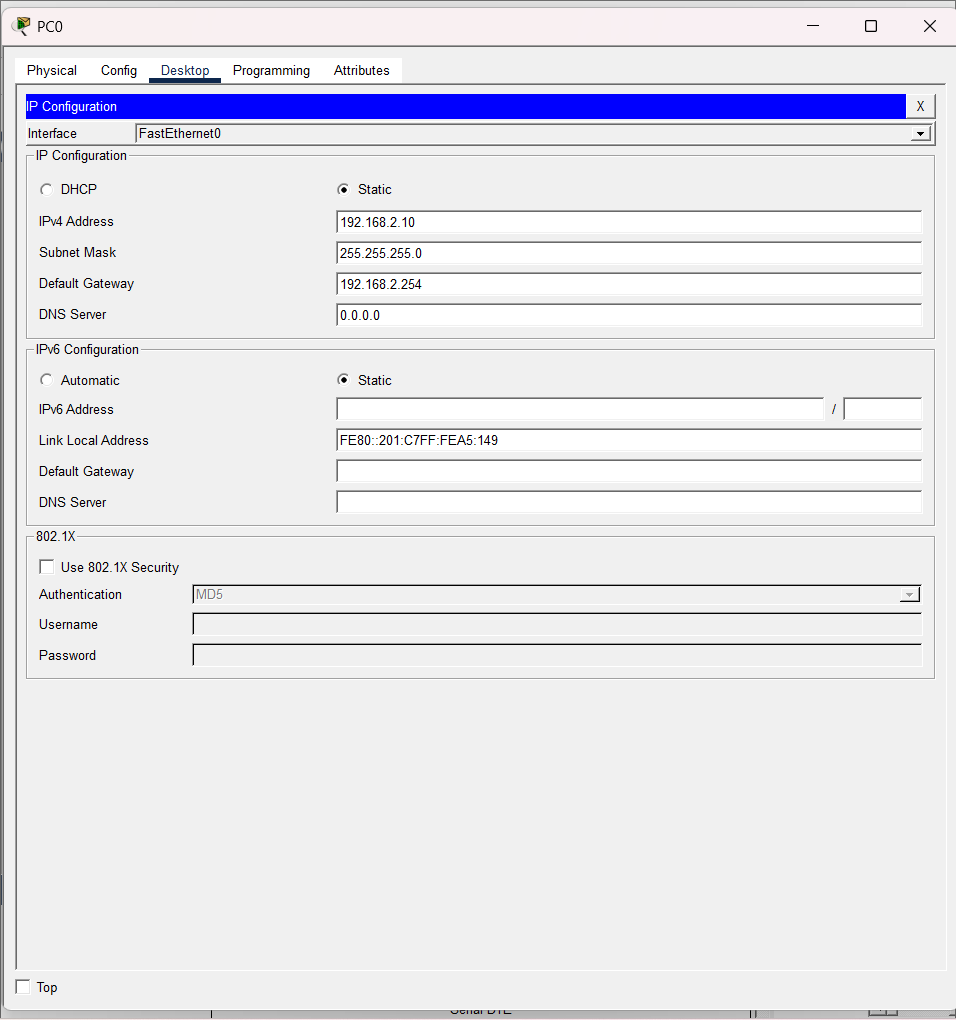 PC0
Physical Config Desktop Programming Attributes
IP Configuration X
Interface FastEthernet0
IP Configuration
DHCP Static
IPv4 Address 192.168.2.10
Subnet Mask 255.255.255.0
Default Gateway 192.168.2.254
DNS Server 0.0.0.0
IPv6 Configuration
Automatic Static
IPv6 Address /
Link Local Address FE80::201:C7FF:FEA5:149
Default Gateway
DNS Server
802.1X
Use 802.1X Security
Authentication MD5
Username
Password
Top
Serial DTE